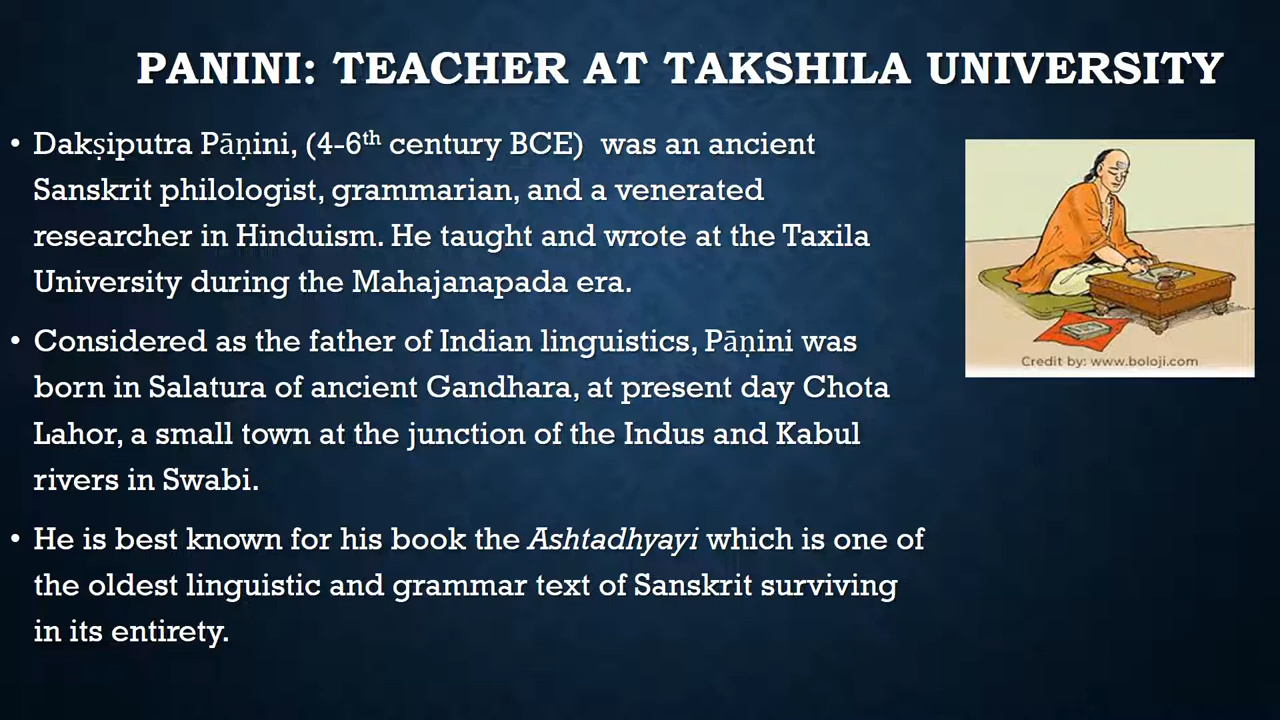 PANINI: TEACHER AT TAKSHILA UNIVERSITY
• Dakṣiputra Pāṇini, (4-6th century BCE) was an ancient
Sanskrit philologist, grammarian, and a venerated
researcher in Hinduism. He taught and wrote at the Taxila
University during the Mahajanapada era.
• Considered as the father of Indian linguistics, Pāṇini was
born in Salatura of ancient Gandhara, at present day Chota
Lahor, a small town at the junction of the Indus and Kabul
rivers in Swabi.
• He is best known for his book the Ashtadhyayi which is one of
the oldest linguistic and grammar text of Sanskrit surviving
in its entirety.
Credit by: www.boloji.com